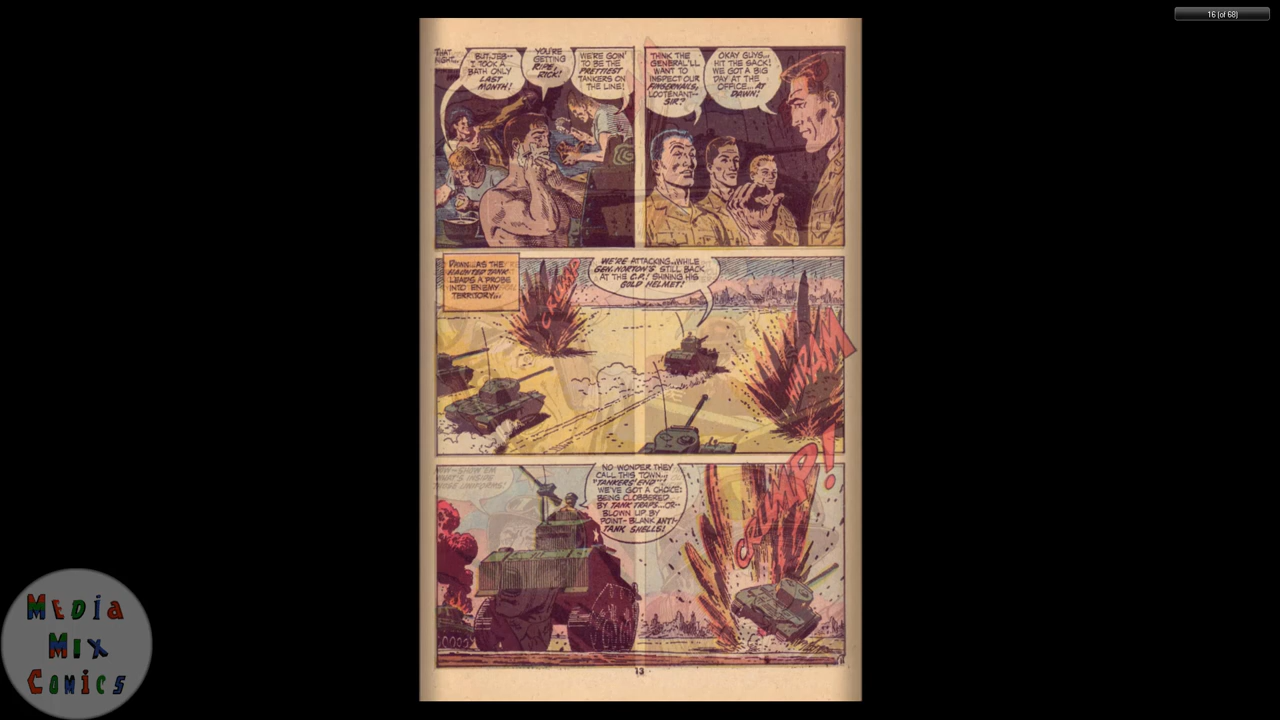 16 (of 68)
THAT
NIGHT...
BUT JEB--
I TOOK A
BATH ONLY
LAST
MONTH!
YOU'RE
GETTING
RIPE,
RICK!
WE'RE GOIN'
TO BE THE
PRETTIEST
TANKERS ON
THE LINE!
THINK THE
GENERAL'LL
WANT TO
INSPECT OUR
FINGERNAILS,
LOOTENANT--
SIR?
OKAY GUYS...
HIT THE SACK!
WE GOT A BIG
DAY AT THE
OFFICE... AT
DAWN!
DAWN...AS THE
HAUNTED TANK
LEADS A PROBE
INTO ENEMY
TERRITORY...
WE'RE ATTACKING...WHILE
GEN. NORTON'S STILL BACK
AT THE C.P.! SHINING HIS
GOLD HELMET!
CRUMP
WHRAM
!
NO WONDER THEY
CALL THIS TOWN...
"TANKERS' END"!
WE'VE GOT A CHOICE:
BEING CLOBBERED
BY TANK TRAPS...OR--
BLOWN UP BY
POINT-BLANK ANTI-
TANK SHELLS!
CRUMP
13
MEDiA
Mix
Comics